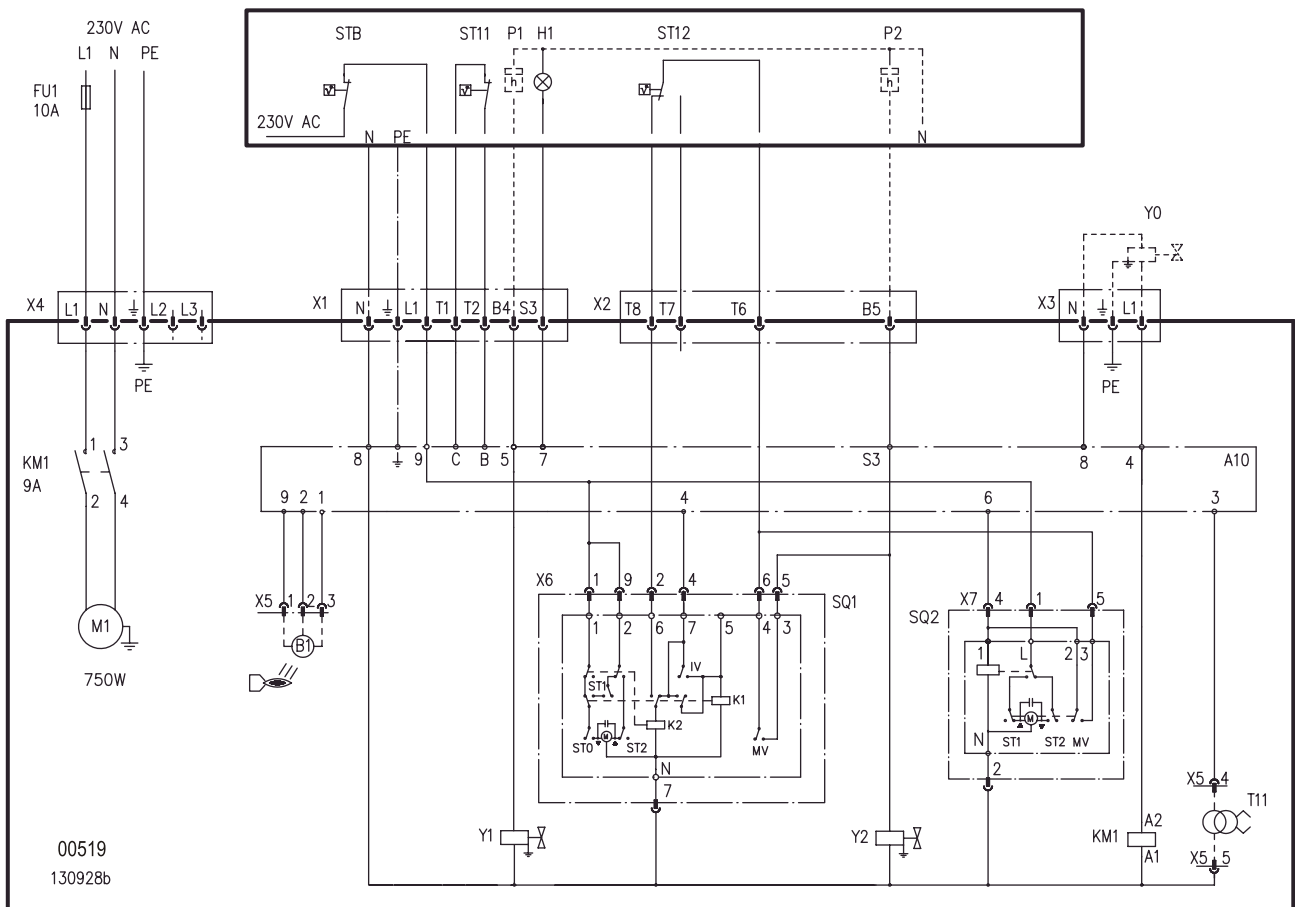 230V AC
L1 N PE
FU1
10A
STB ST11 P1 H1 ST12 P2
h h
230V AC
N PE N
Y0
X4 L1 N L2 L3
X1 N L1 T1 T2 B4 S3
X2 T8 T7 T6 B5
X3 N L1
PE PE
KM1
9A
1 3
2 4
8 9 C B 5 7 S3 8 4 A10
9 2 1 4 6 3
X5 1 2 3
B1
M1
750W
X6 1 9 2 4 6 5 SQ1
1 2 6 7 5 4 3
IV
ST1 K1
K2
ST0 M ST2 MV
N
7
SQ2 X7 4 1 5
1 L 2 3
M
ST1 ST2 MV
N
2
X5 4
T11
X5 5
Y1 Y2 KM1 A2
A1
00519
130928b